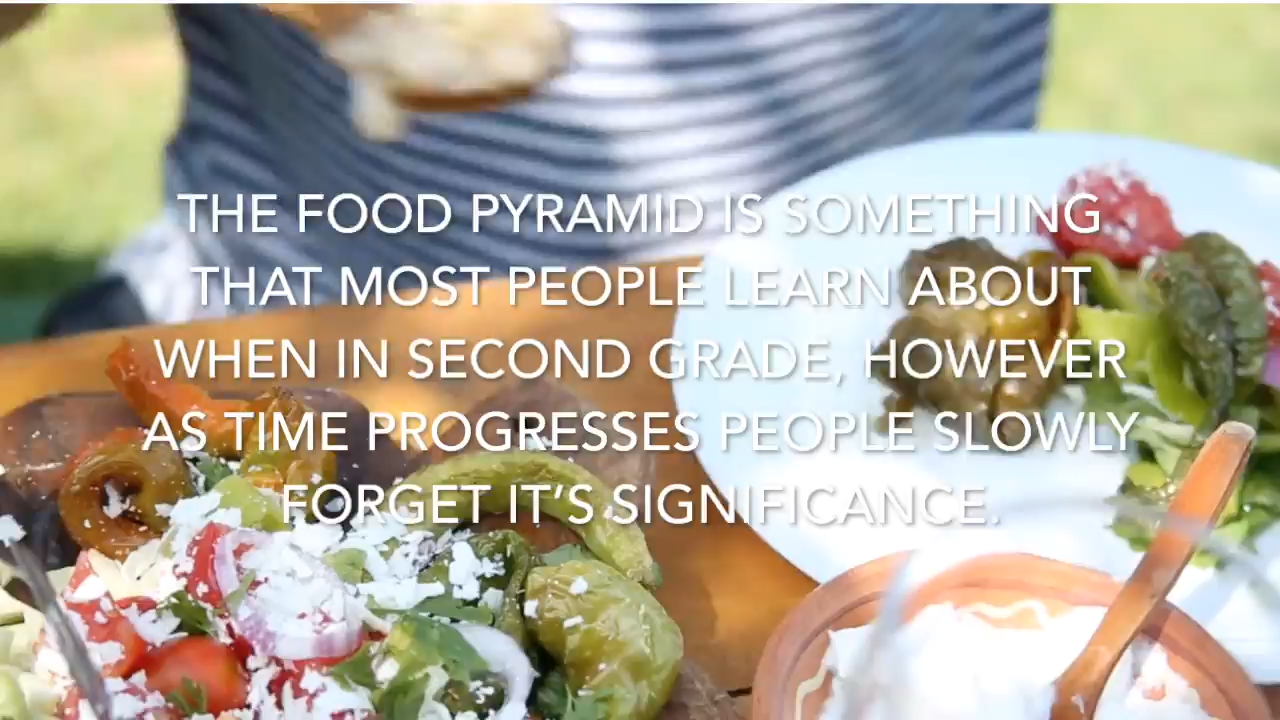 THE FOOD PYRAMID IS SOMETHING
THAT MOST PEOPLE LEARN ABOUT
WHEN IN SECOND GRADE, HOWEVER
AS TIME PROGRESSES PEOPLE SLOWLY
FORGET IT’S SIGNIFICANCE.